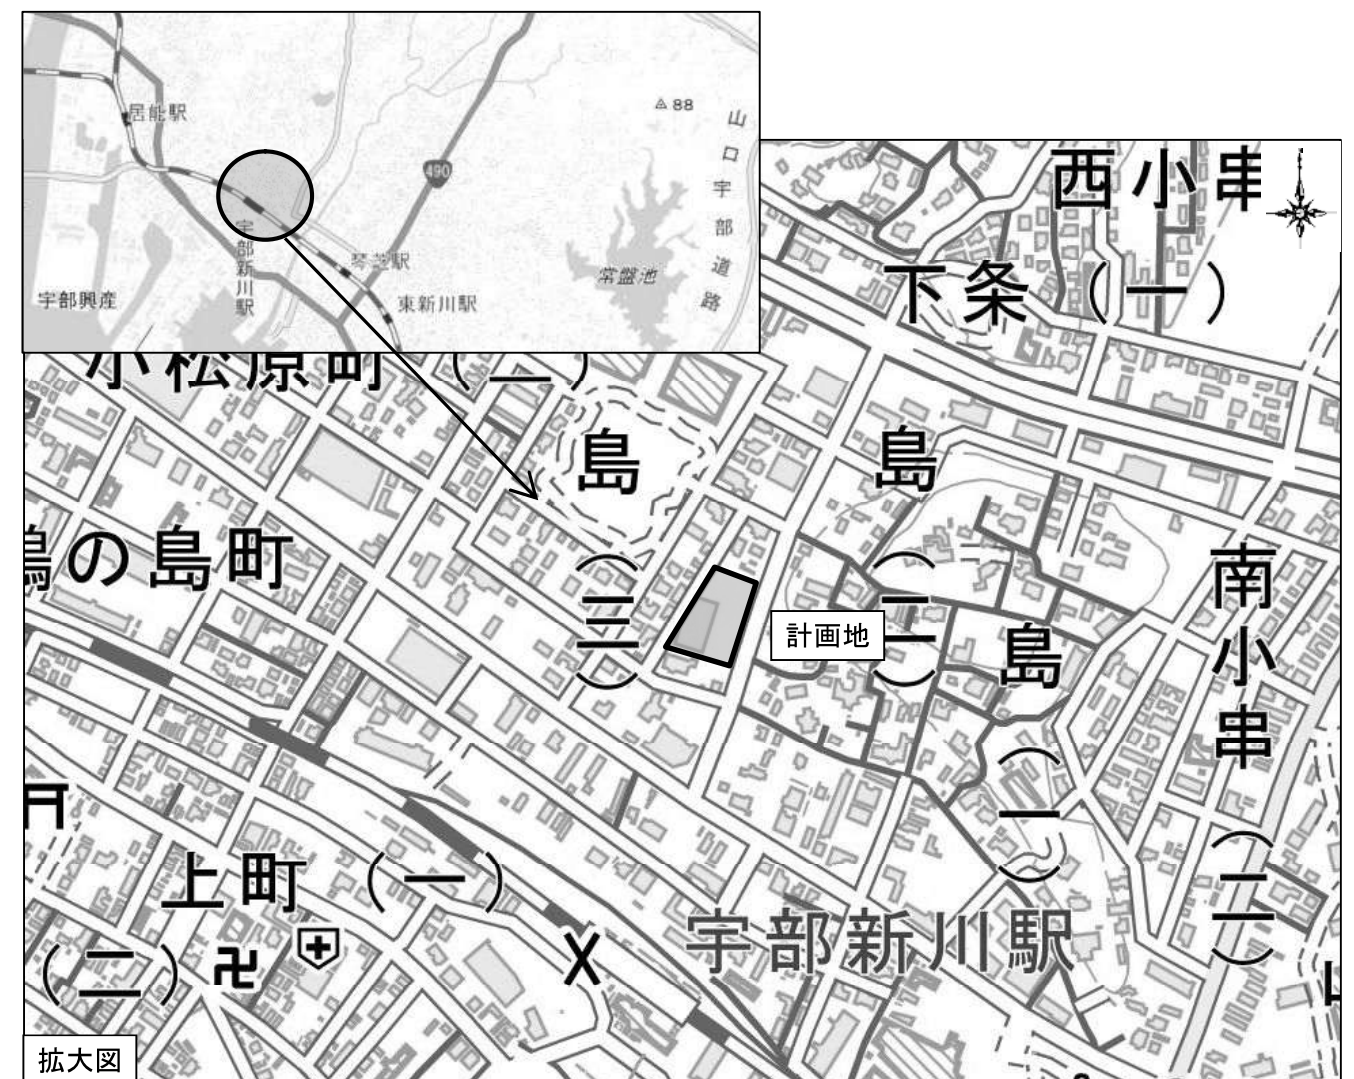 居能駅
88
山口宇部道路
490
宇部新川駅
琴芝駅
常盤池
宇部興産
東新川駅
西小串
下条(一)
小松原町(二)
島(三)
島(二)
の島町
計画地
島(一)
南小串(二)
上町(一)
宇部新川駅
(二)
拡大図